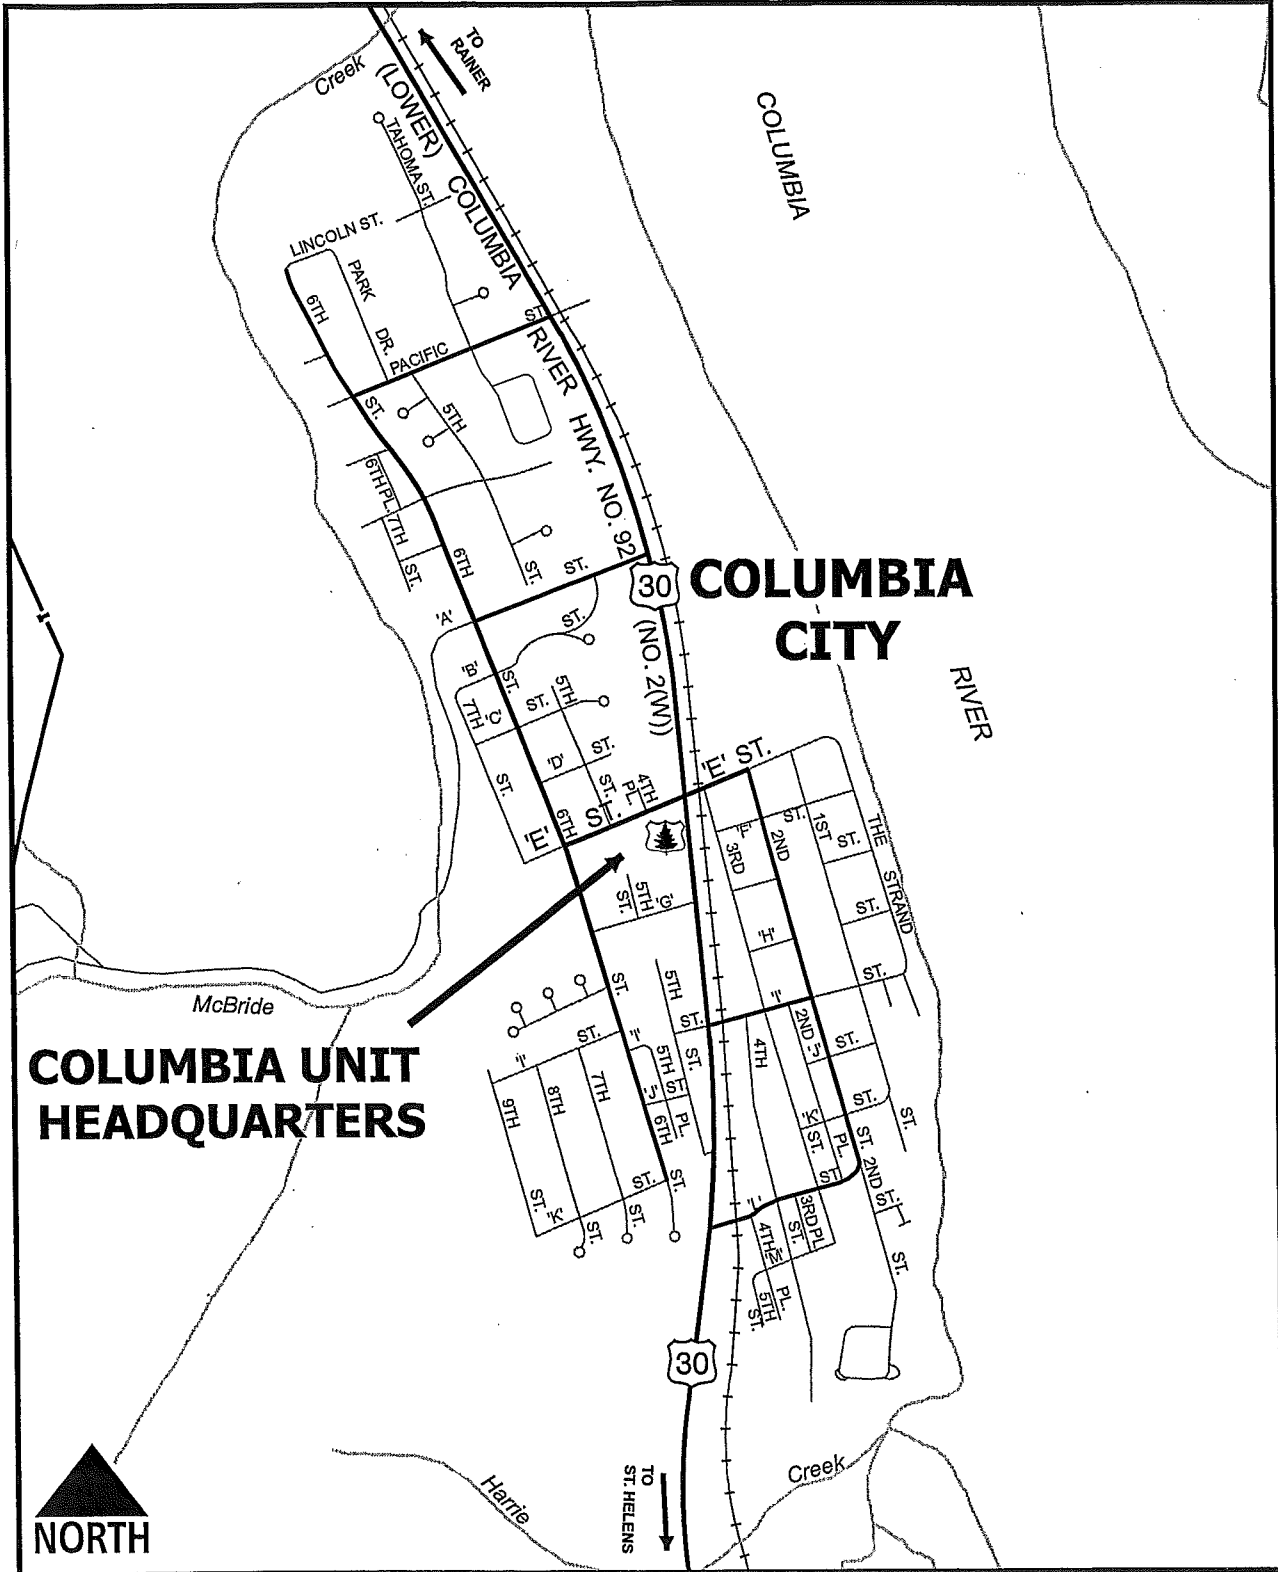 TO
RAINER
Creek
(LOWER) COLUMBIA
RIVER HWY. NO. 92
COLUMBIA
TAHOMA ST.
LINCOLN ST.
PARK
DR.
6TH
ST.
PACIFIC
ST.
5TH
6TH PL.
7TH
ST.
6TH
ST.
ST.
30
COLUMBIA
CITY
(NO. 2(W))
'A'
ST.
'B'
ST.
7TH
'C'
ST.
5TH
RIVER
'D'
ST.
ST.
ST.
4TH
PL.
'E' ST.
6TH
'E' ST.
'F'
ST.
1ST
ST.
THE
STRAND
2ND
3RD
5TH
ST.
'G'
ST.
'H'
ST.
'I'
McBride
ST.
5TH
ST.
ST.
2ND
'J'
ST.
4TH
COLUMBIA UNIT
HEADQUARTERS
'I'
ST.
'I'
5TH
'J'
ST
PL.
6TH
9TH
8TH
7TH
'K'
ST.
ST.
PL.
ST.
ST.
2ND
ST.
'K'
ST.
ST.
ST.
ST.
ST.
'L'
ST
3RD PL
ST.
4TH
PL.
5TH
ST.
ST.
ST.
30
NORTH
Harrie
Creek
TO
ST. HELENS